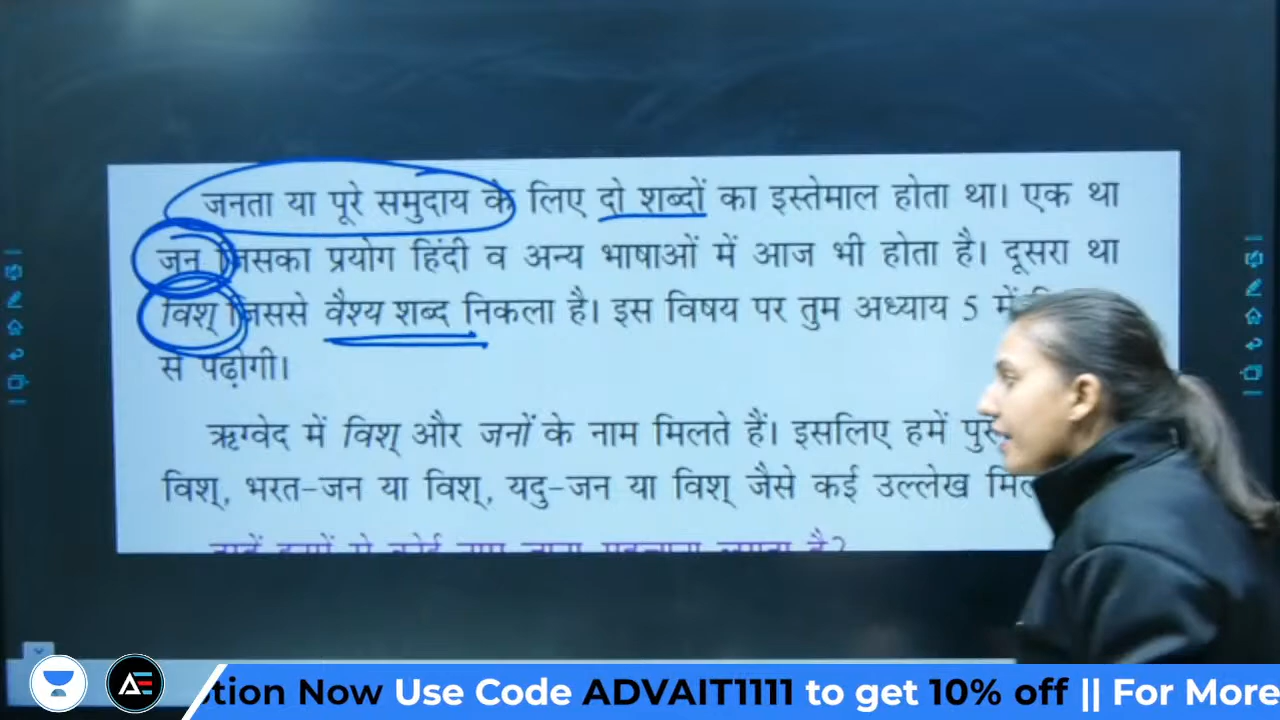 जनता या पूरे समुदाय के लिए दो शब्दों का इस्तेमाल होता था। एक था
जन जिसका प्रयोग हिंदी व अन्य भाषाओं में आज भी होता है। दूसरा था
विश् जिससे वैश्य शब्द निकला है। इस विषय पर तुम अध्याय 5 में
से पढ़ोगी।
ऋग्वेद में विश् और जनों के नाम मिलते हैं। इसलिए हमें
विश्, भरत-जन या विश्, यदु-जन या विश् जैसे कई उल्लेख
tion Now Use Code ADVAIT1111 to get 10% off || For More